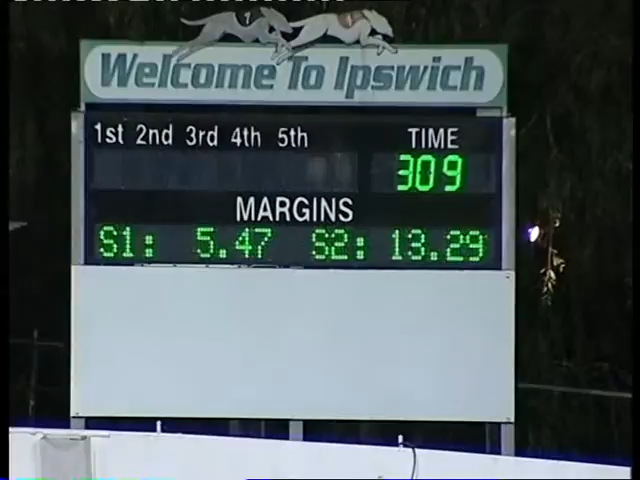 Welcome To Ipswich
1st 2nd 3rd 4th 5th TIME
309
MARGINS
S1: 5.47 S2: 13.29